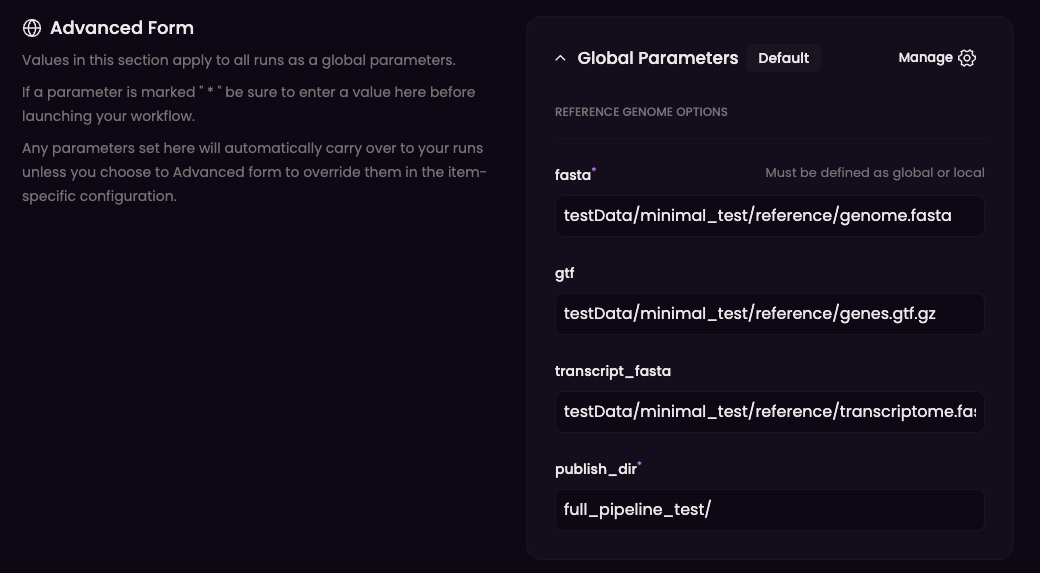 Advanced Form
Values in this section apply to all runs as a global parameters.
If a parameter is marked " * " be sure to enter a value here before
launching your workflow.
Any parameters set here will automatically carry over to your runs
unless you choose to Advanced form to override them in the item-
specific configuration.
Global Parameters Default Manage
REFERENCE GENOME OPTIONS
fasta* Must be defined as global or local
testData/minimal_test/reference/genome.fasta
gtf
testData/minimal_test/reference/genes.gtf.gz
transcript_fasta
testData/minimal_test/reference/transcriptome.fas
publish_dir*
full_pipeline_test/